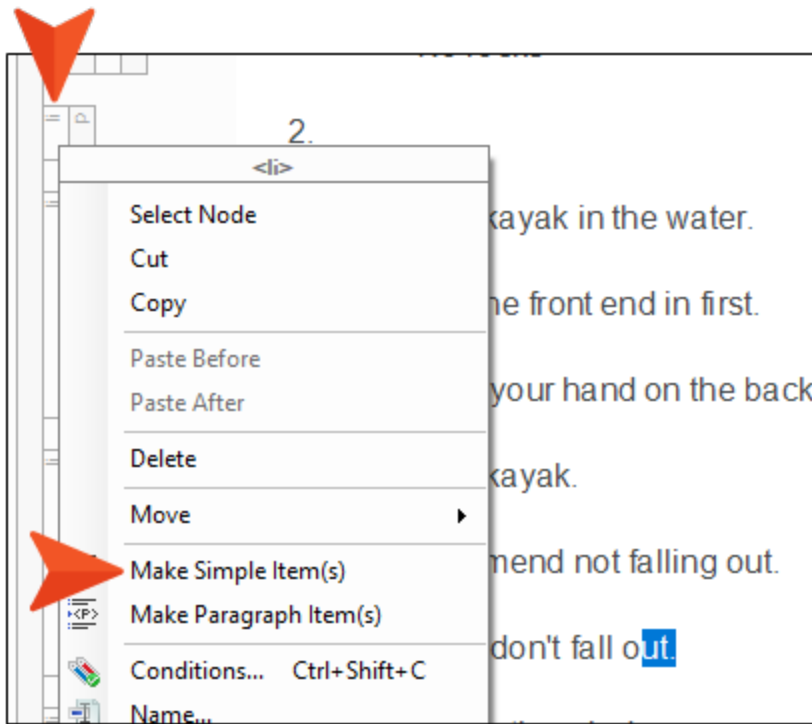 2.
<li>
Select Node
kayak in the water.
Cut
Copy
ne front end in first.
Paste Before
Paste After
your hand on the back
Delete
kayak.
Move
Make Simple Item(s)
mend not falling out.
Make Paragraph Item(s)
<P>
don't fall out.
Conditions... Ctrl+Shift+C
Name...